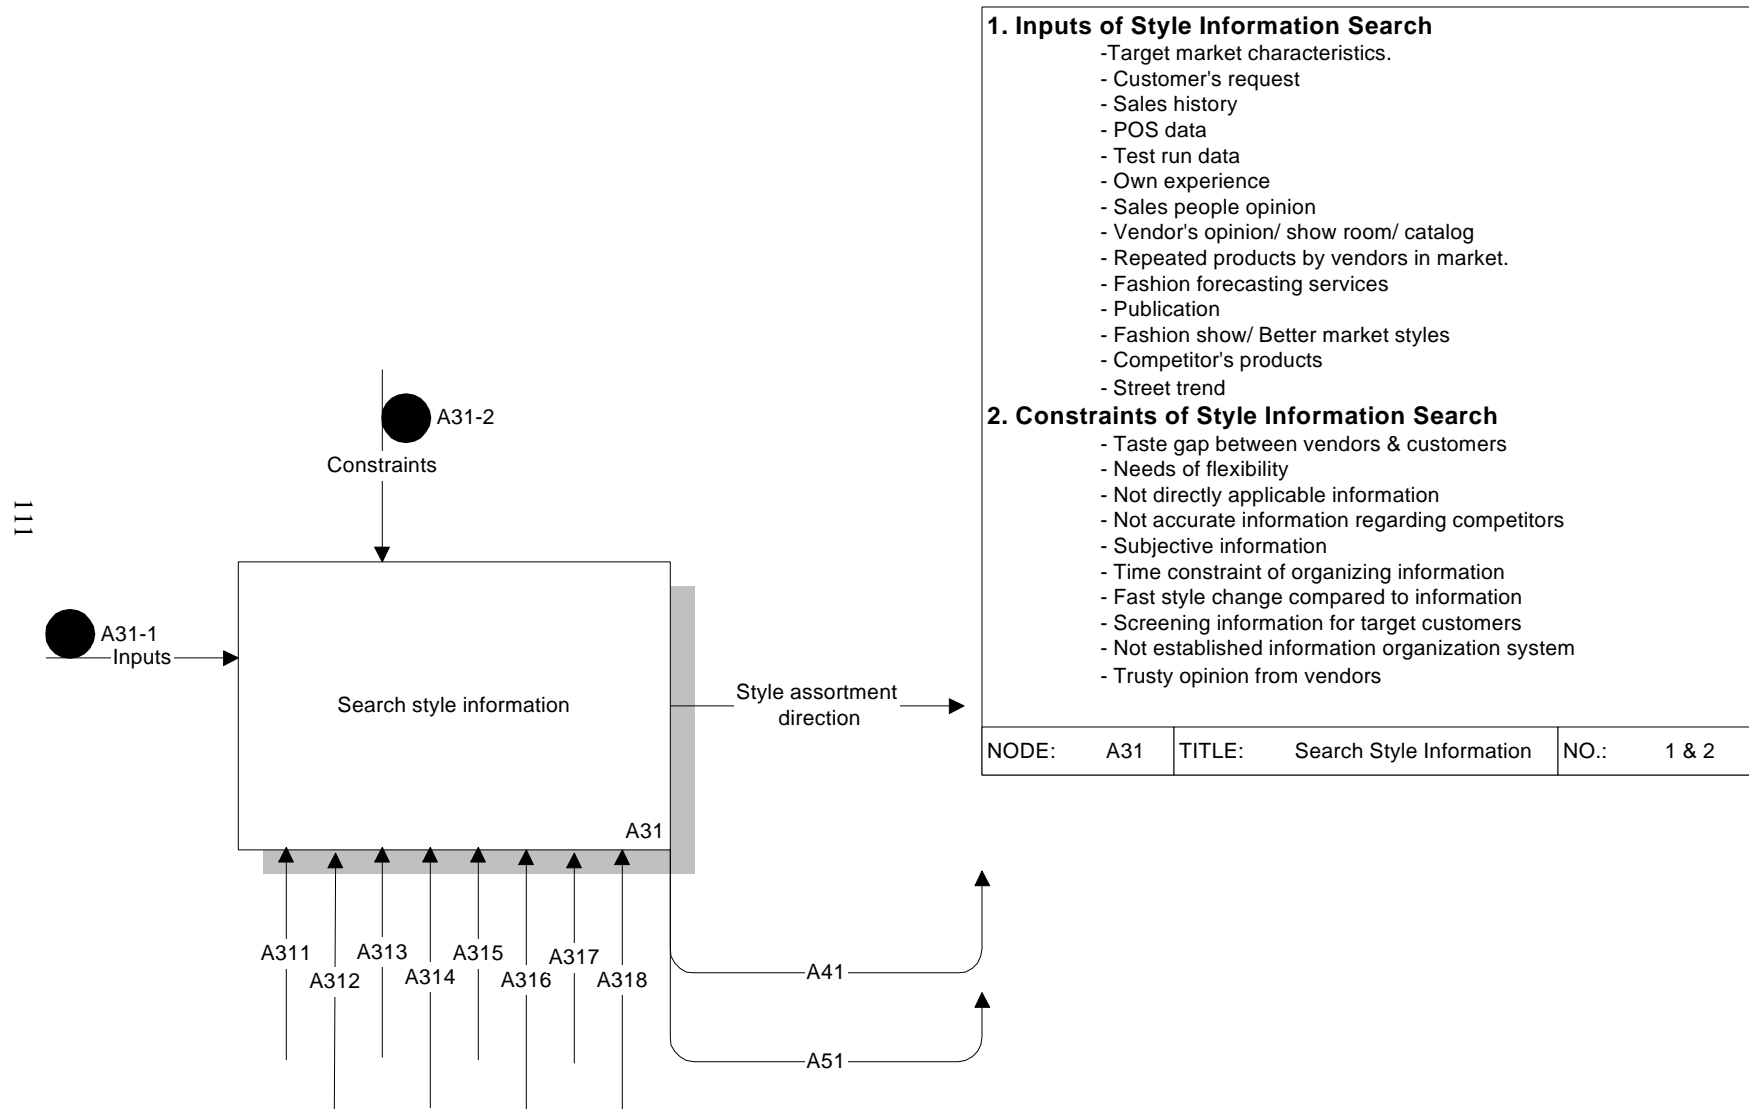 1. Inputs of Style Information Search
-Target market characteristics.
- Customer's request
- Sales history
- POS data
- Test run data
- Own experience
- Sales people opinion
- Vendor's opinion/ show room/ catalog
- Repeated products by vendors in market.
- Fashion forecasting services
- Publication
- Fashion show/ Better market styles
- Competitor's products
- Street trend
2. Constraints of Style Information Search
- Taste gap between vendors & customers
- Needs of flexibility
- Not directly applicable information
- Not accurate information regarding competitors
- Subjective information
- Time constraint of organizing information
- Fast style change compared to information
- Screening information for target customers
- Not established information organization system
- Trusty opinion from vendors
NODE: A31 TITLE: Search Style Information NO.: 1 & 2
A31-2
Constraints
111
A31-1
Inputs
Search style information
A31
Style assortment
direction
A311
A312
A313
A314
A315
A316
A317
A318
A41
A51